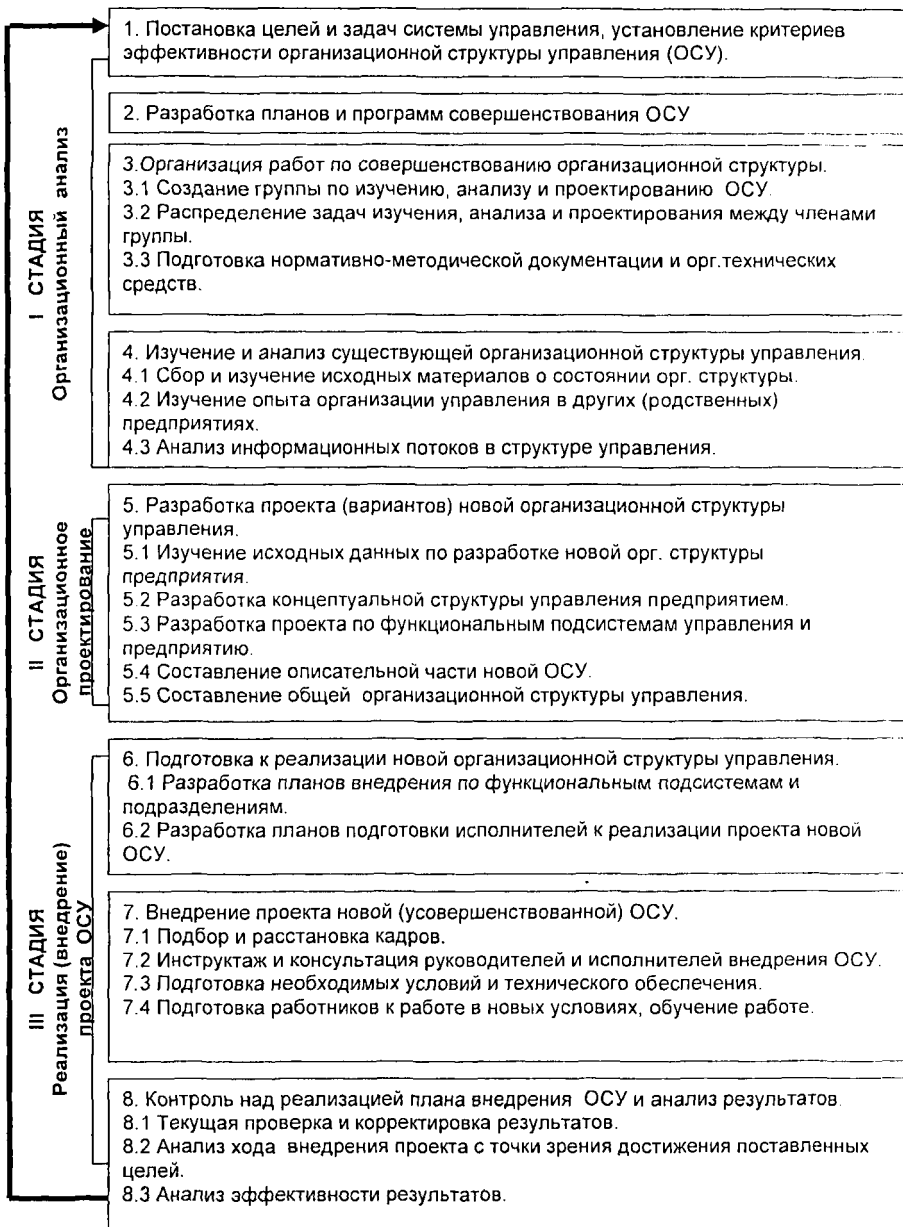 1. Постановка целей и задач системы управления, установление критериев
эффективности организационной структуры управления (ОСУ).
2. Разработка планов и программ совершенствования ОСУ
3.Организация работ по совершенствованию организационной структуры.
3.1 Создание группы по изучению, анализу и проектированию ОСУ.
3.2 Распределение задач изучения, анализа и проектирования между членами
группы.
3.3 Подготовка нормативно-методической документации и орг.технических
средств.
4. Изучение и анализ существующей организационной структуры управления.
4.1 Сбор и изучение исходных материалов о состоянии орг. структуры.
4.2 Изучение опыта организации управления в других (родственных)
предприятиях.
4.3 Анализ информационных потоков в структуре управления.
I СТАДИЯ
Организационный анализ
5. Разработка проекта (вариантов) новой организационной структуры
управления.
5.1 Изучение исходных данных по разработке новой орг. структуры
предприятия.
5.2 Разработка концептуальной структуры управления предприятием.
5.3 Разработка проекта по функциональным подсистемам управления и
предприятию.
5.4 Составление описательной части новой ОСУ.
5.5 Составление общей организационной структуры управления.
II СТАДИЯ
Организационное
проектирование
6. Подготовка к реализации новой организационной структуры управления.
6.1 Разработка планов внедрения по функциональным подсистемам и
подразделениям.
6.2 Разработка планов подготовки исполнителей к реализации проекта новой
ОСУ.
7. Внедрение проекта новой (усовершенствованной) ОСУ.
7.1 Подбор и расстановка кадров.
7.2 Инструктаж и консультация руководителей и исполнителей внедрения ОСУ.
7.3 Подготовка необходимых условий и технического обеспечения.
7.4 Подготовка работников к работе в новых условиях, обучение работе.
8. Контроль над реализацией плана внедрения ОСУ и анализ результатов.
8.1 Текущая проверка и корректировка результатов.
8.2 Анализ хода внедрения проекта с точки зрения достижения поставленных
целей.
8.3 Анализ эффективности результатов.
III СТАДИЯ
Реализация (внедрение)
проекта ОСУ